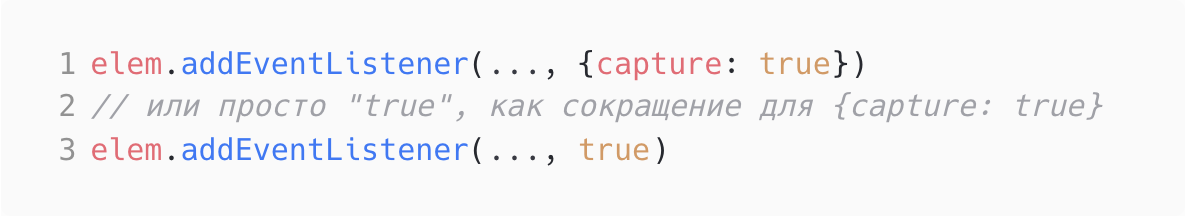 1 elem.addEventListener(..., {capture: true})
2 // или просто "true", как сокращение для {capture: true}
3 elem.addEventListener(..., true)